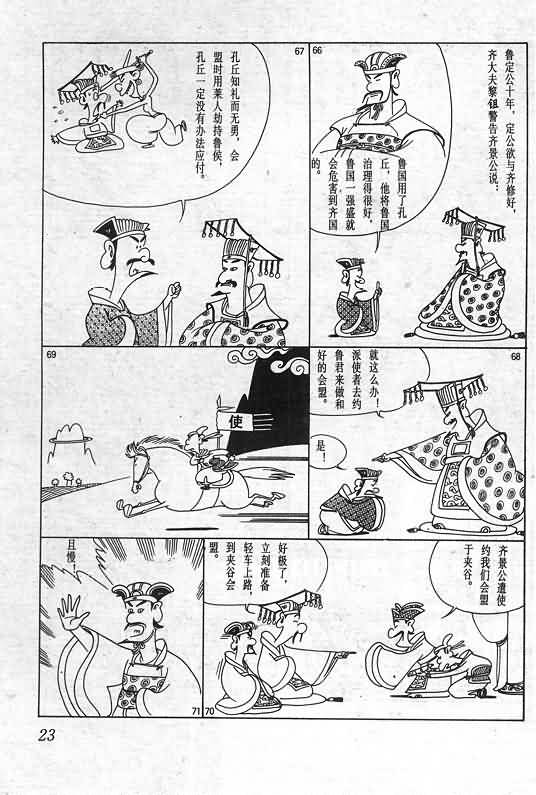 66
鲁定公十年，定公欲与齐修好，
齐大夫黎鉏警告齐景公说：
鲁国用了孔
丘，他将鲁国
治理得很好，
鲁国一强盛就
会危害到齐国
的。
67
孔丘知礼而无勇，会
盟时用莱人劫持鲁侯，
孔丘一定没有办法应付。
68
就这么办！
派使者去约
鲁君来做和
好的会盟。
是！
69
使
70
齐景公遣使
约我们会盟
于夹谷。
好极了，
立刻准备
轻车上路，
到夹谷会
盟。
71
且慢！
23